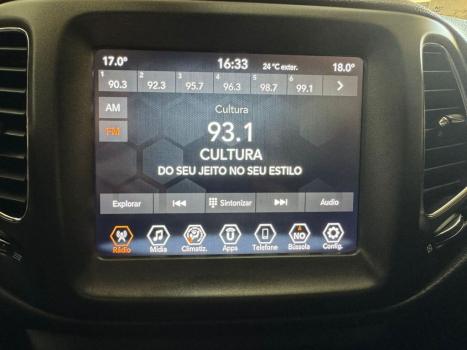 17.0° 16:33 24°C exter. 18.0°
1 2 3 4 5 6
90.3 92.3 95.7 96.3 98.7 99.1
AM
Cultura
FM
93.1
CULTURA
DO SEU JEITO NO SEU ESTILO
Explorar Sintonizar Áudio
NO
Rádio Mídia Climatiz. Apps Telefone Bússola Config.